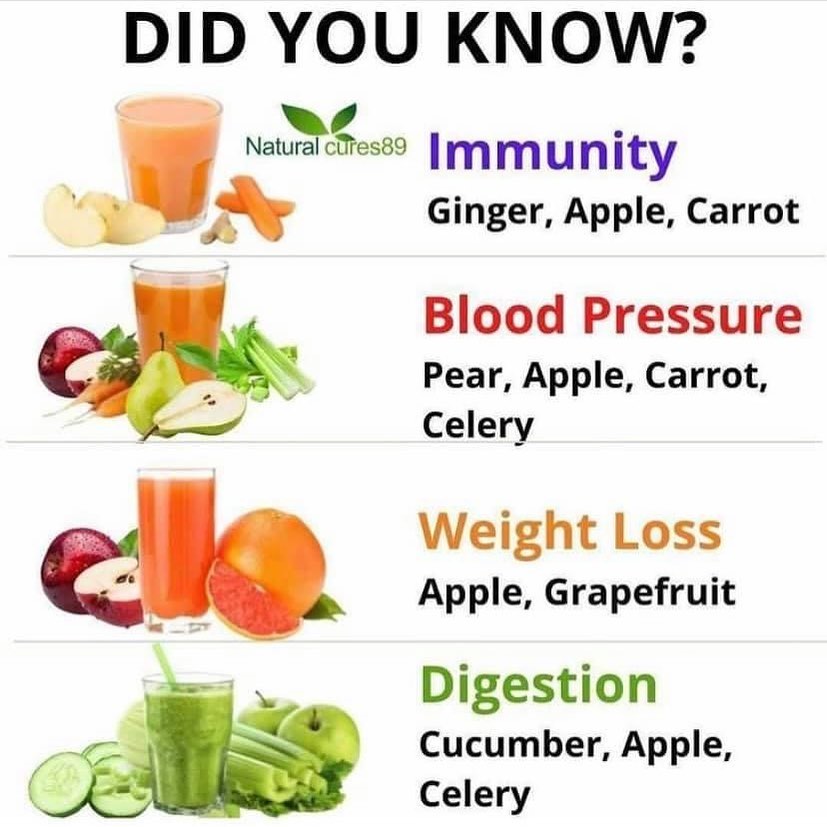 DID YOU KNOW?
Natural cures89
Immunity
Ginger, Apple, Carrot
Blood Pressure
Pear, Apple, Carrot,
Celery
Weight Loss
Apple, Grapefruit
Digestion
Cucumber, Apple,
Celery